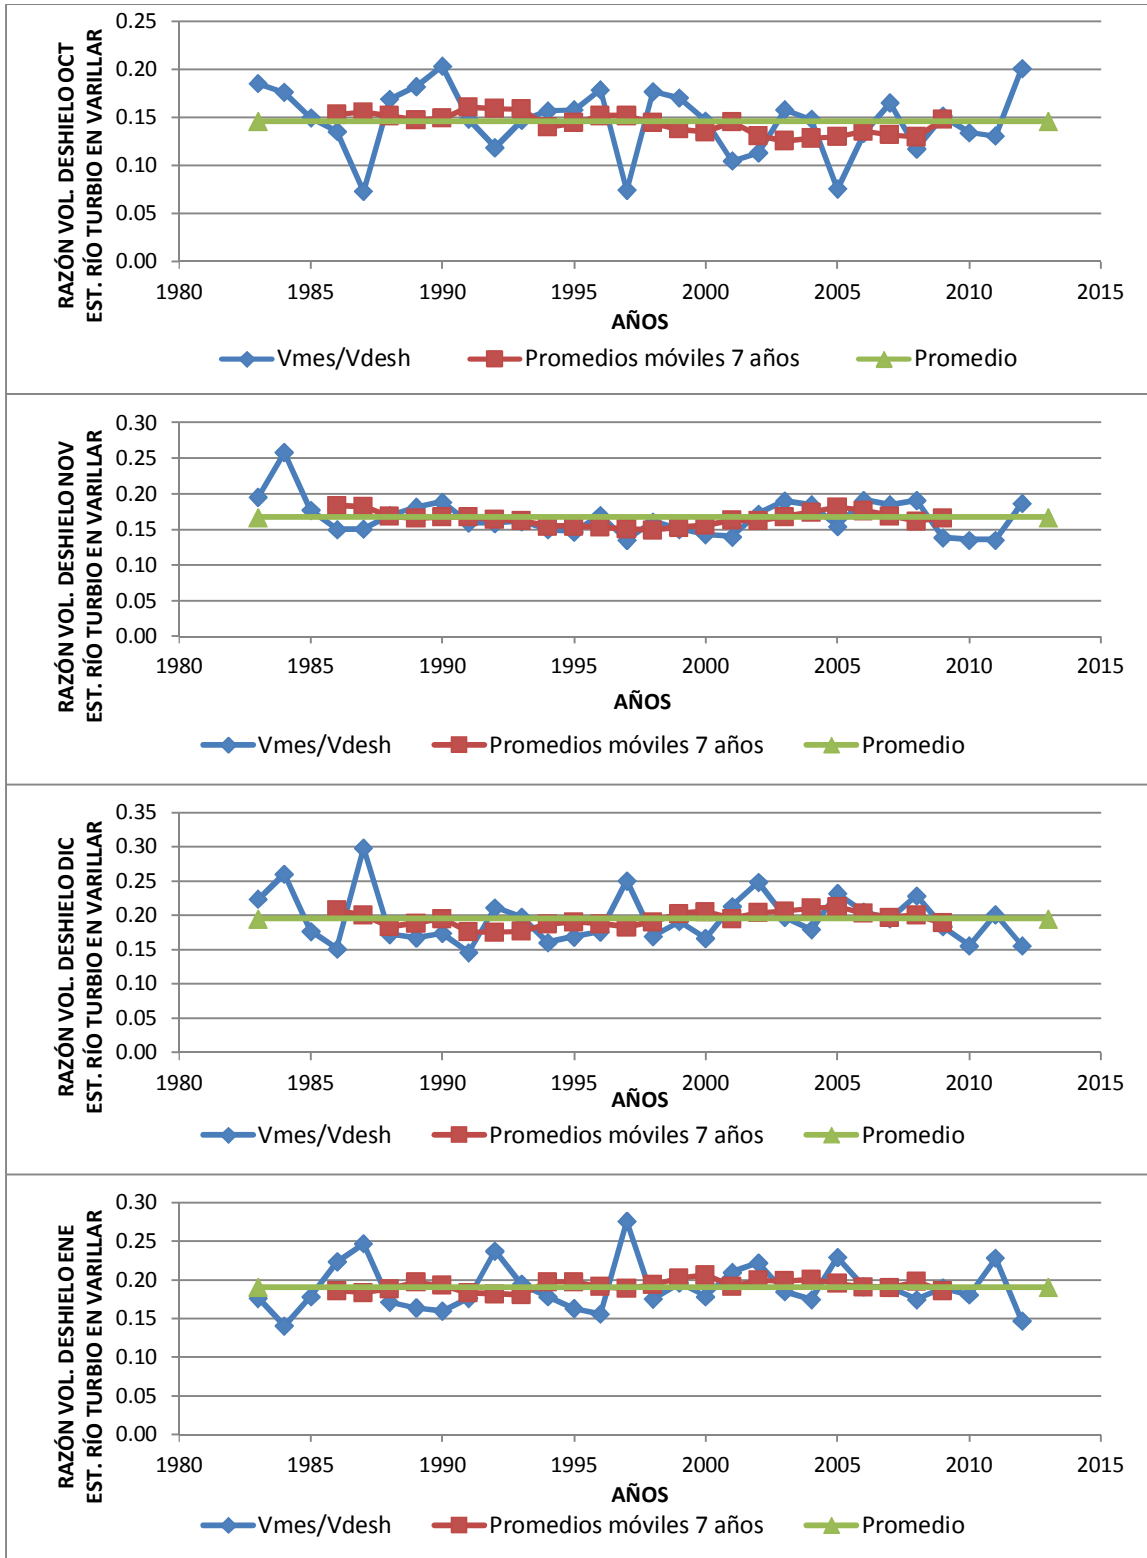 RAZÓN VOL. DESHIELO OCT
EST. RÍO TURBIO EN VARILLAR
0.25
0.20
0.15
0.10
0.05
0.00
1980 1985 1990 1995 2000 2005 2010 2015
AÑOS
Vmes/Vdesh Promedios móviles 7 años Promedio
RAZÓN VOL. DESHIELO NOV
EST. RÍO TURBIO EN VARILLAR
0.30
0.25
0.20
0.15
0.10
0.05
0.00
1980 1985 1990 1995 2000 2005 2010 2015
AÑOS
Vmes/Vdesh Promedios móviles 7 años Promedio
RAZÓN VOL. DESHIELO DIC
EST. RÍO TURBIO EN VARILLAR
0.35
0.30
0.25
0.20
0.15
0.10
0.05
0.00
1980 1985 1990 1995 2000 2005 2010 2015
AÑOS
Vmes/Vdesh Promedios móviles 7 años Promedio
RAZÓN VOL. DESHIELO ENE
EST. RÍO TURBIO EN VARILLAR
0.30
0.25
0.20
0.15
0.10
0.05
0.00
1980 1985 1990 1995 2000 2005 2010 2015
AÑOS
Vmes/Vdesh Promedios móviles 7 años Promedio